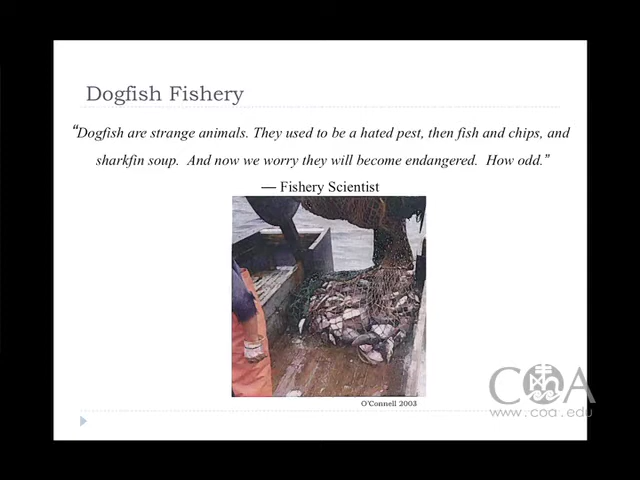 Dogfish Fishery
“Dogfish are strange animals. They used to be a hated pest, then fish and chips, and
sharkfin soup. And now we worry they will become endangered. How odd.”
— Fishery Scientist
O'Connell 2003
COA
www.coa.edu